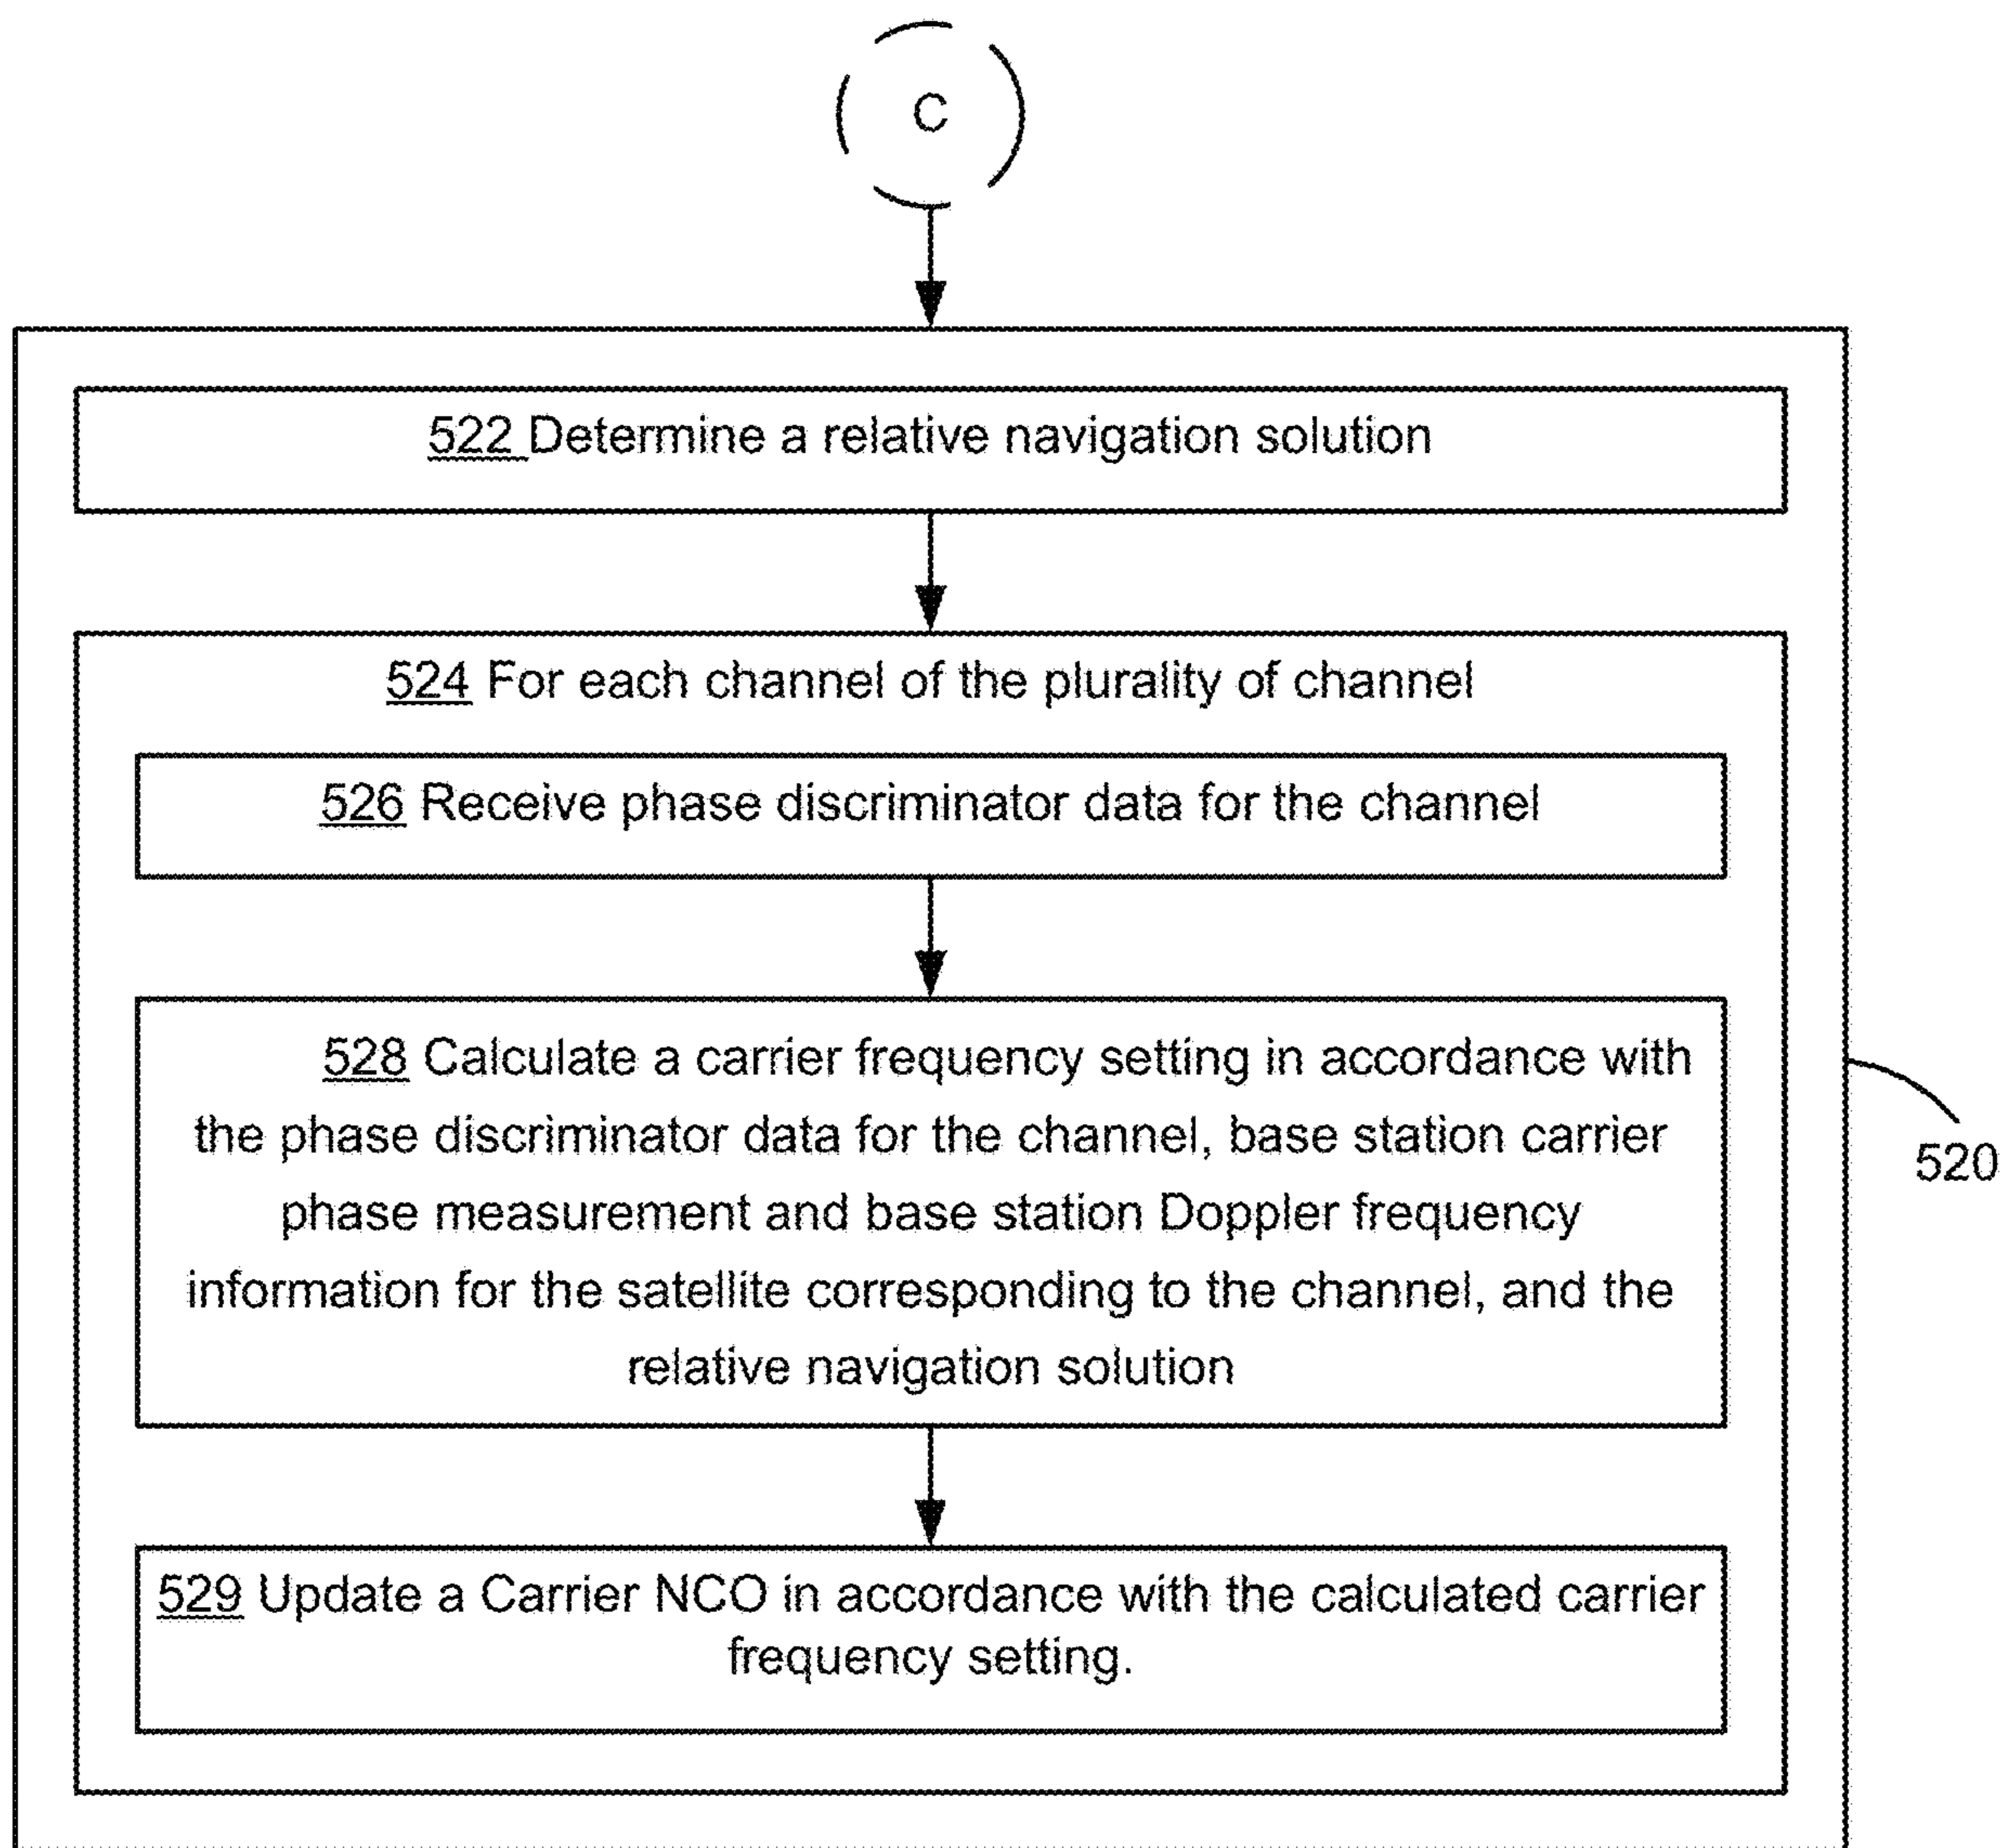 C
522 Determine a relative navigation solution
524 For each channel of the plurality of channel
526 Receive phase discriminator data for the channel
528 Calculate a carrier frequency setting in accordance with
the phase discriminator data for the channel, base station carrier
phase measurement and base station Doppler frequency
information for the satellite corresponding to the channel, and the
relative navigation solution
520
529 Update a Carrier NCO in accordance with the calculated carrier
frequency setting.